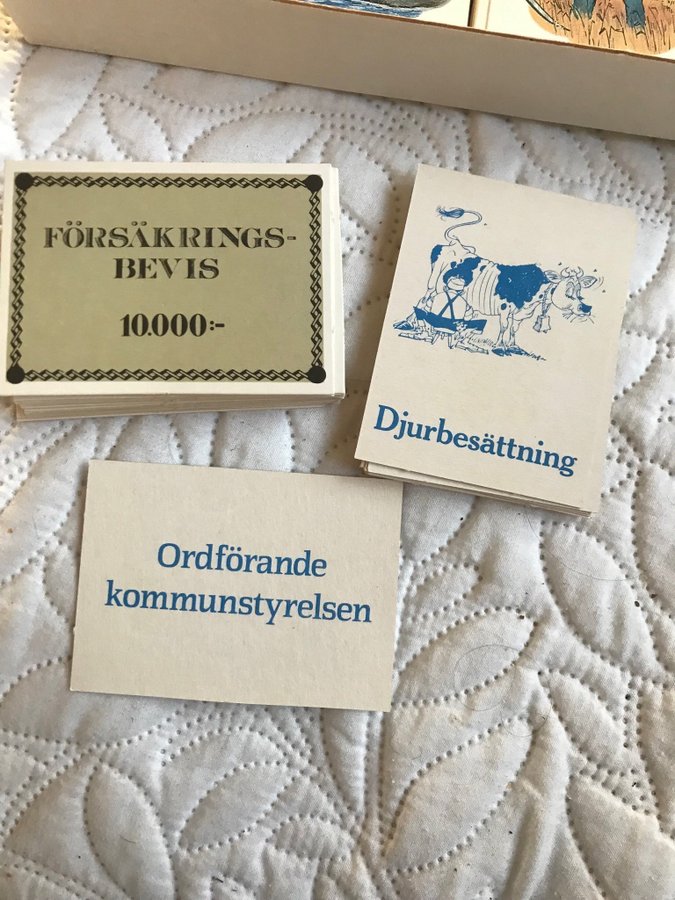 FÖRSÄKRINGS-
BEVIS
10.000:-
Djurbesättning
Ordförande
kommunstyrelsen